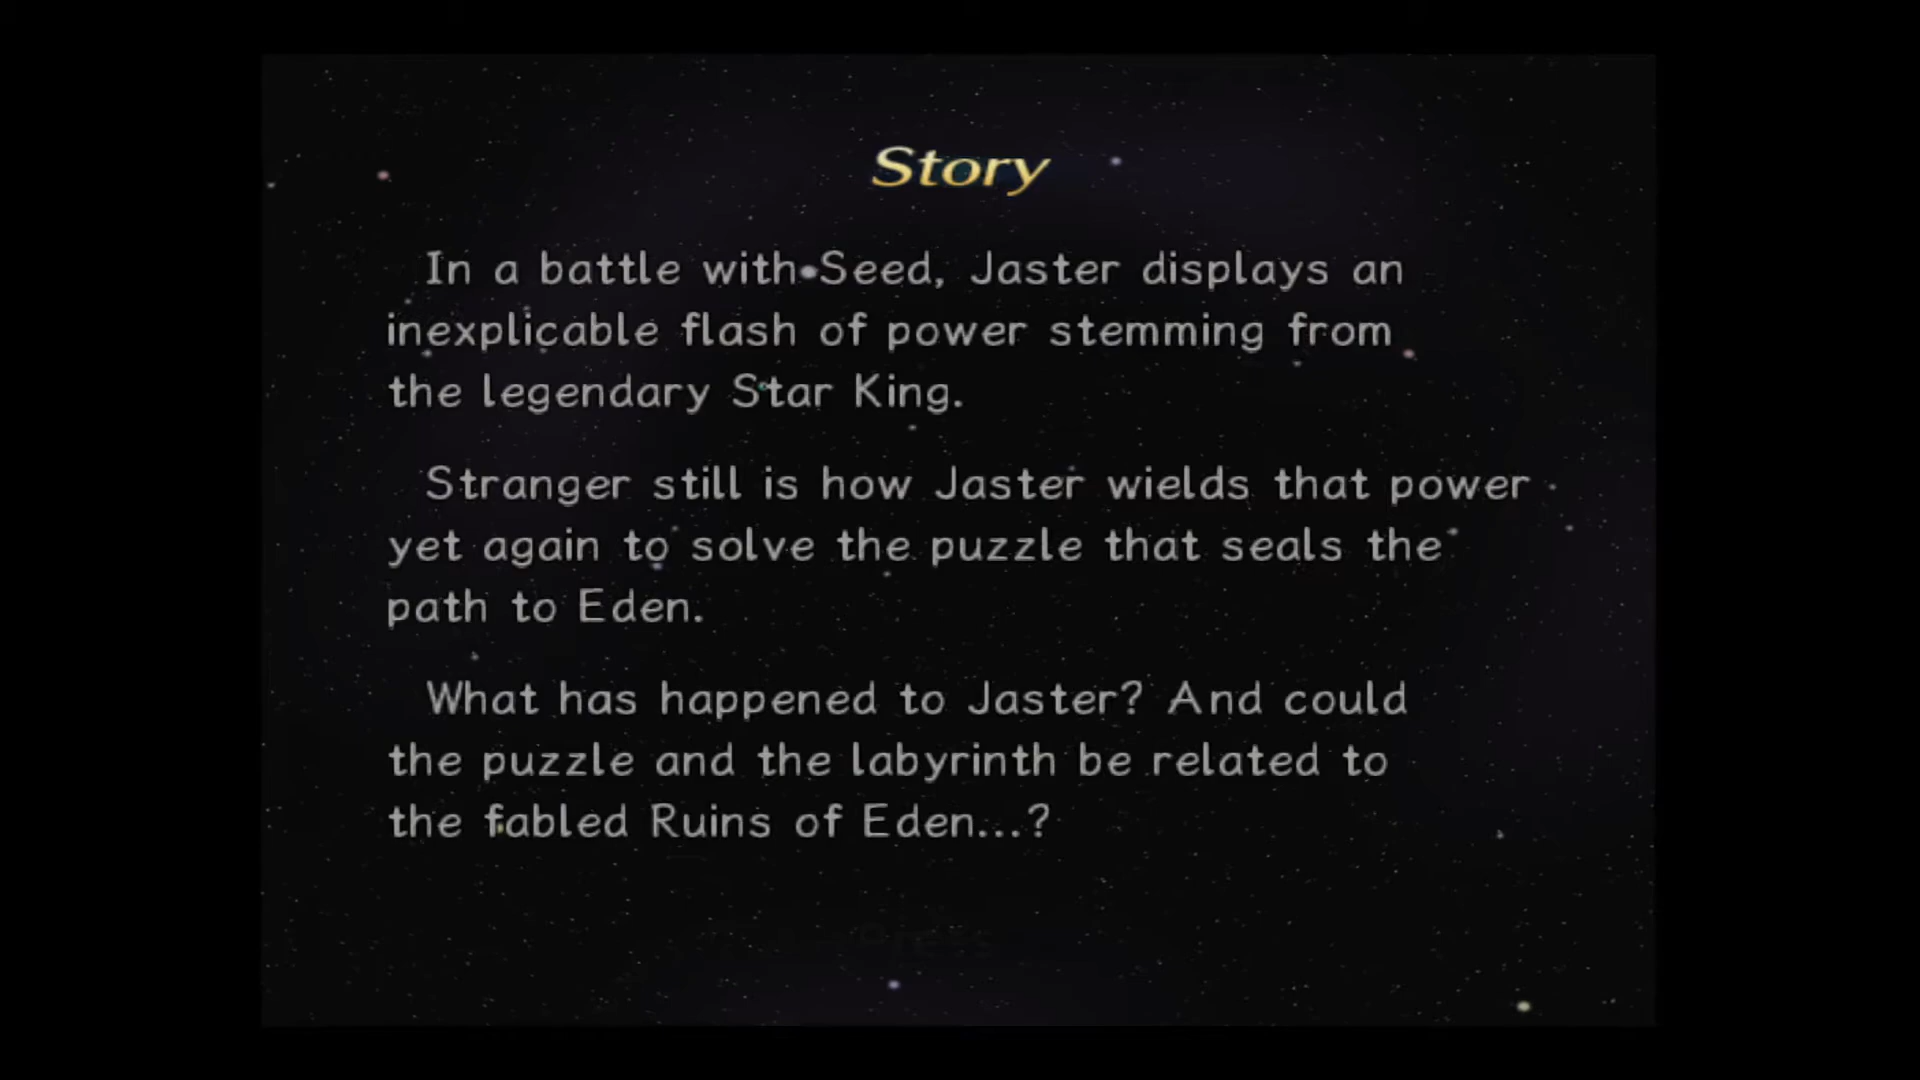 Story
In a battle with Seed, Jaster displays an
inexplicable flash of power stemming from
the legendary Star King.
Stranger still is how Jaster wields that power
yet again to solve the puzzle that seals the
path to Eden.
What has happened to Jaster? And could
the puzzle and the labyrinth be related to
the fabled Ruins of Eden...?